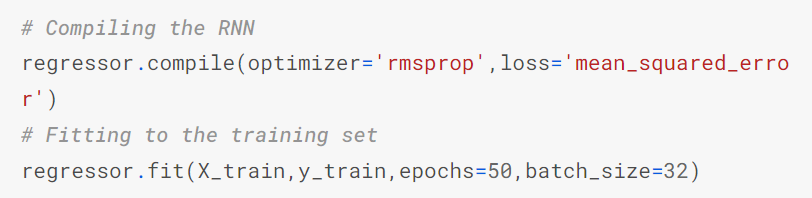 # Compiling the RNN
regressor.compile(optimizer='rmsprop',loss='mean_squared_erro
r')
# Fitting to the training set
regressor.fit(X_train,y_train,epochs=50,batch_size=32)